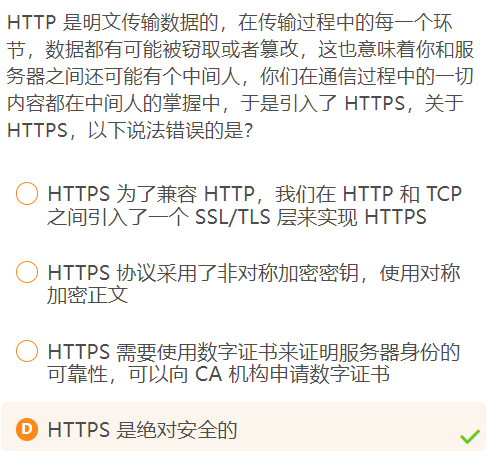 HTTP 是明文传输数据的，在传输过程中的每一个环
节，数据都有可能被窃取或者篡改，这也意味着你和服
务器之间还可能有个中间人，你们在通信过程中的一切
内容都在中间人的掌握中，于是引入了 HTTPS，关于
HTTPS，以下说法错误的是？
HTTPS 为了兼容 HTTP，我们在 HTTP 和 TCP
之间引入了一个 SSL/TLS 层来实现 HTTPS
HTTPS 协议采用了非对称加密密钥，使用对称
加密正文
HTTPS 需要使用数字证书来证明服务器身份的
可靠性，可以向 CA 机构申请数字证书
D HTTPS 是绝对安全的